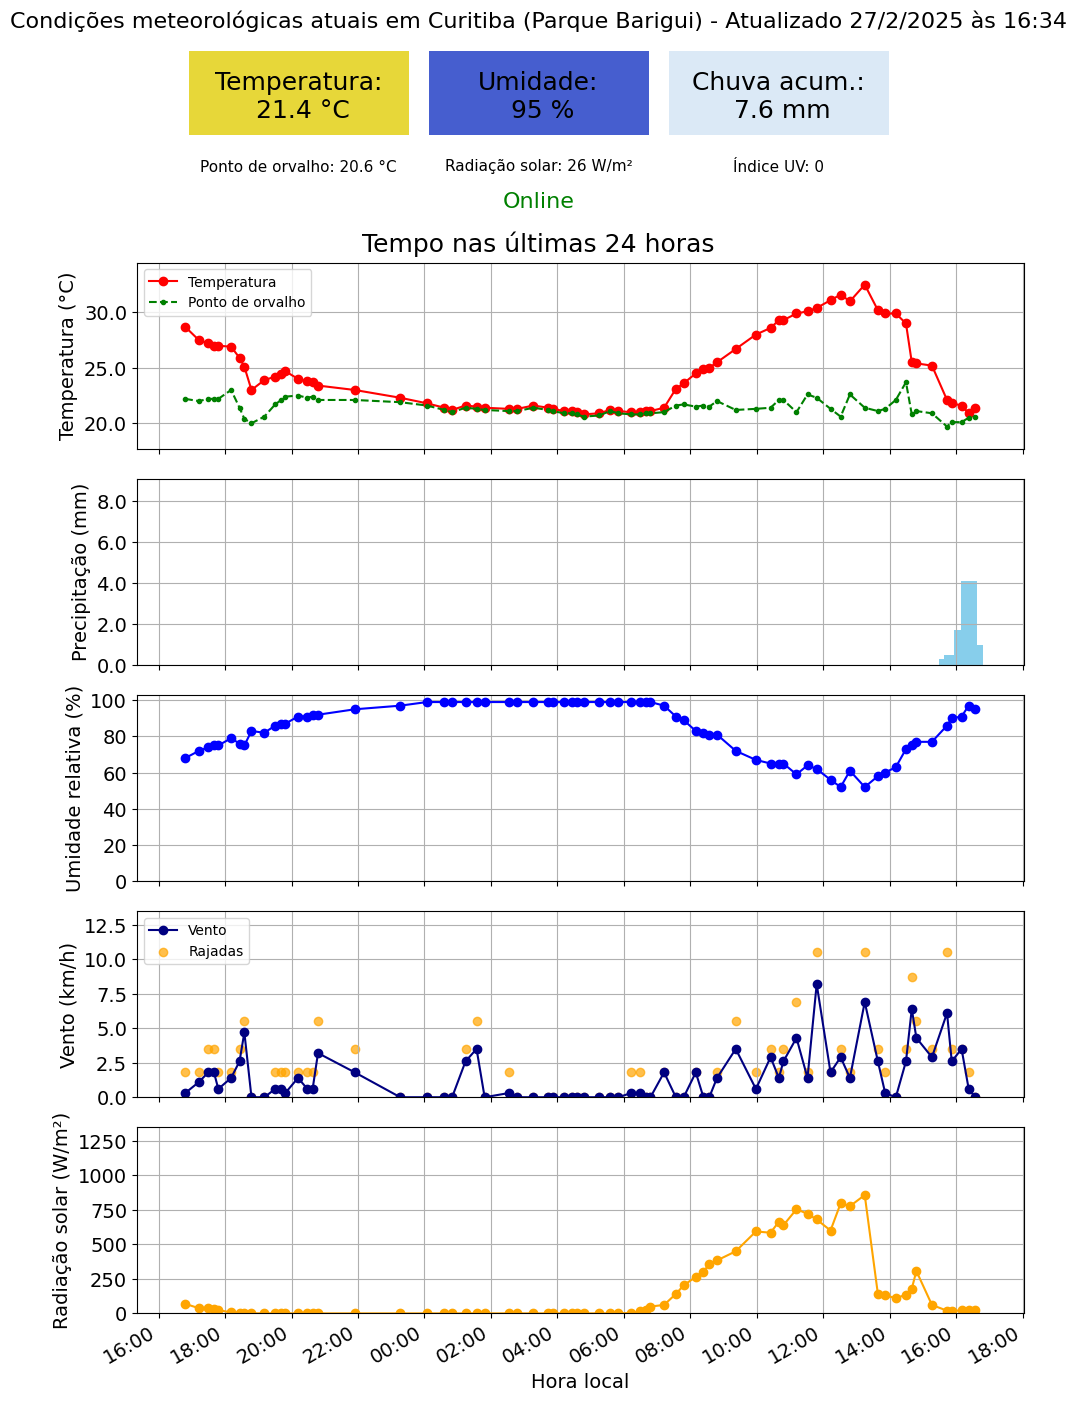 Condições meteorológicas atuais em Curitiba (Parque Barigui) - Atualizado 27/2/2025 às 16:34
Temperatura:
21.4 °C
Umidade:
95 %
Chuva acum.:
7.6 mm
Ponto de orvalho: 20.6 °C
Radiação solar: 26 W/m²
Índice UV: 0
Online
Tempo nas últimas 24 horas
Temperatura (°C)
30.0
25.0
20.0
Temperatura
Ponto de orvalho
Precipitação (mm)
8.0
6.0
4.0
2.0
0.0
Umidade relativa (%)
100
80
60
40
20
0
Vento (km/h)
12.5
10.0
7.5
5.0
2.5
0.0
Vento
Rajadas
Radiação solar (W/m²)
1250
1000
750
500
250
0
16:00
18:00
20:00
22:00
00:00
02:00
04:00
06:00
08:00
10:00
12:00
14:00
16:00
18:00
Hora local